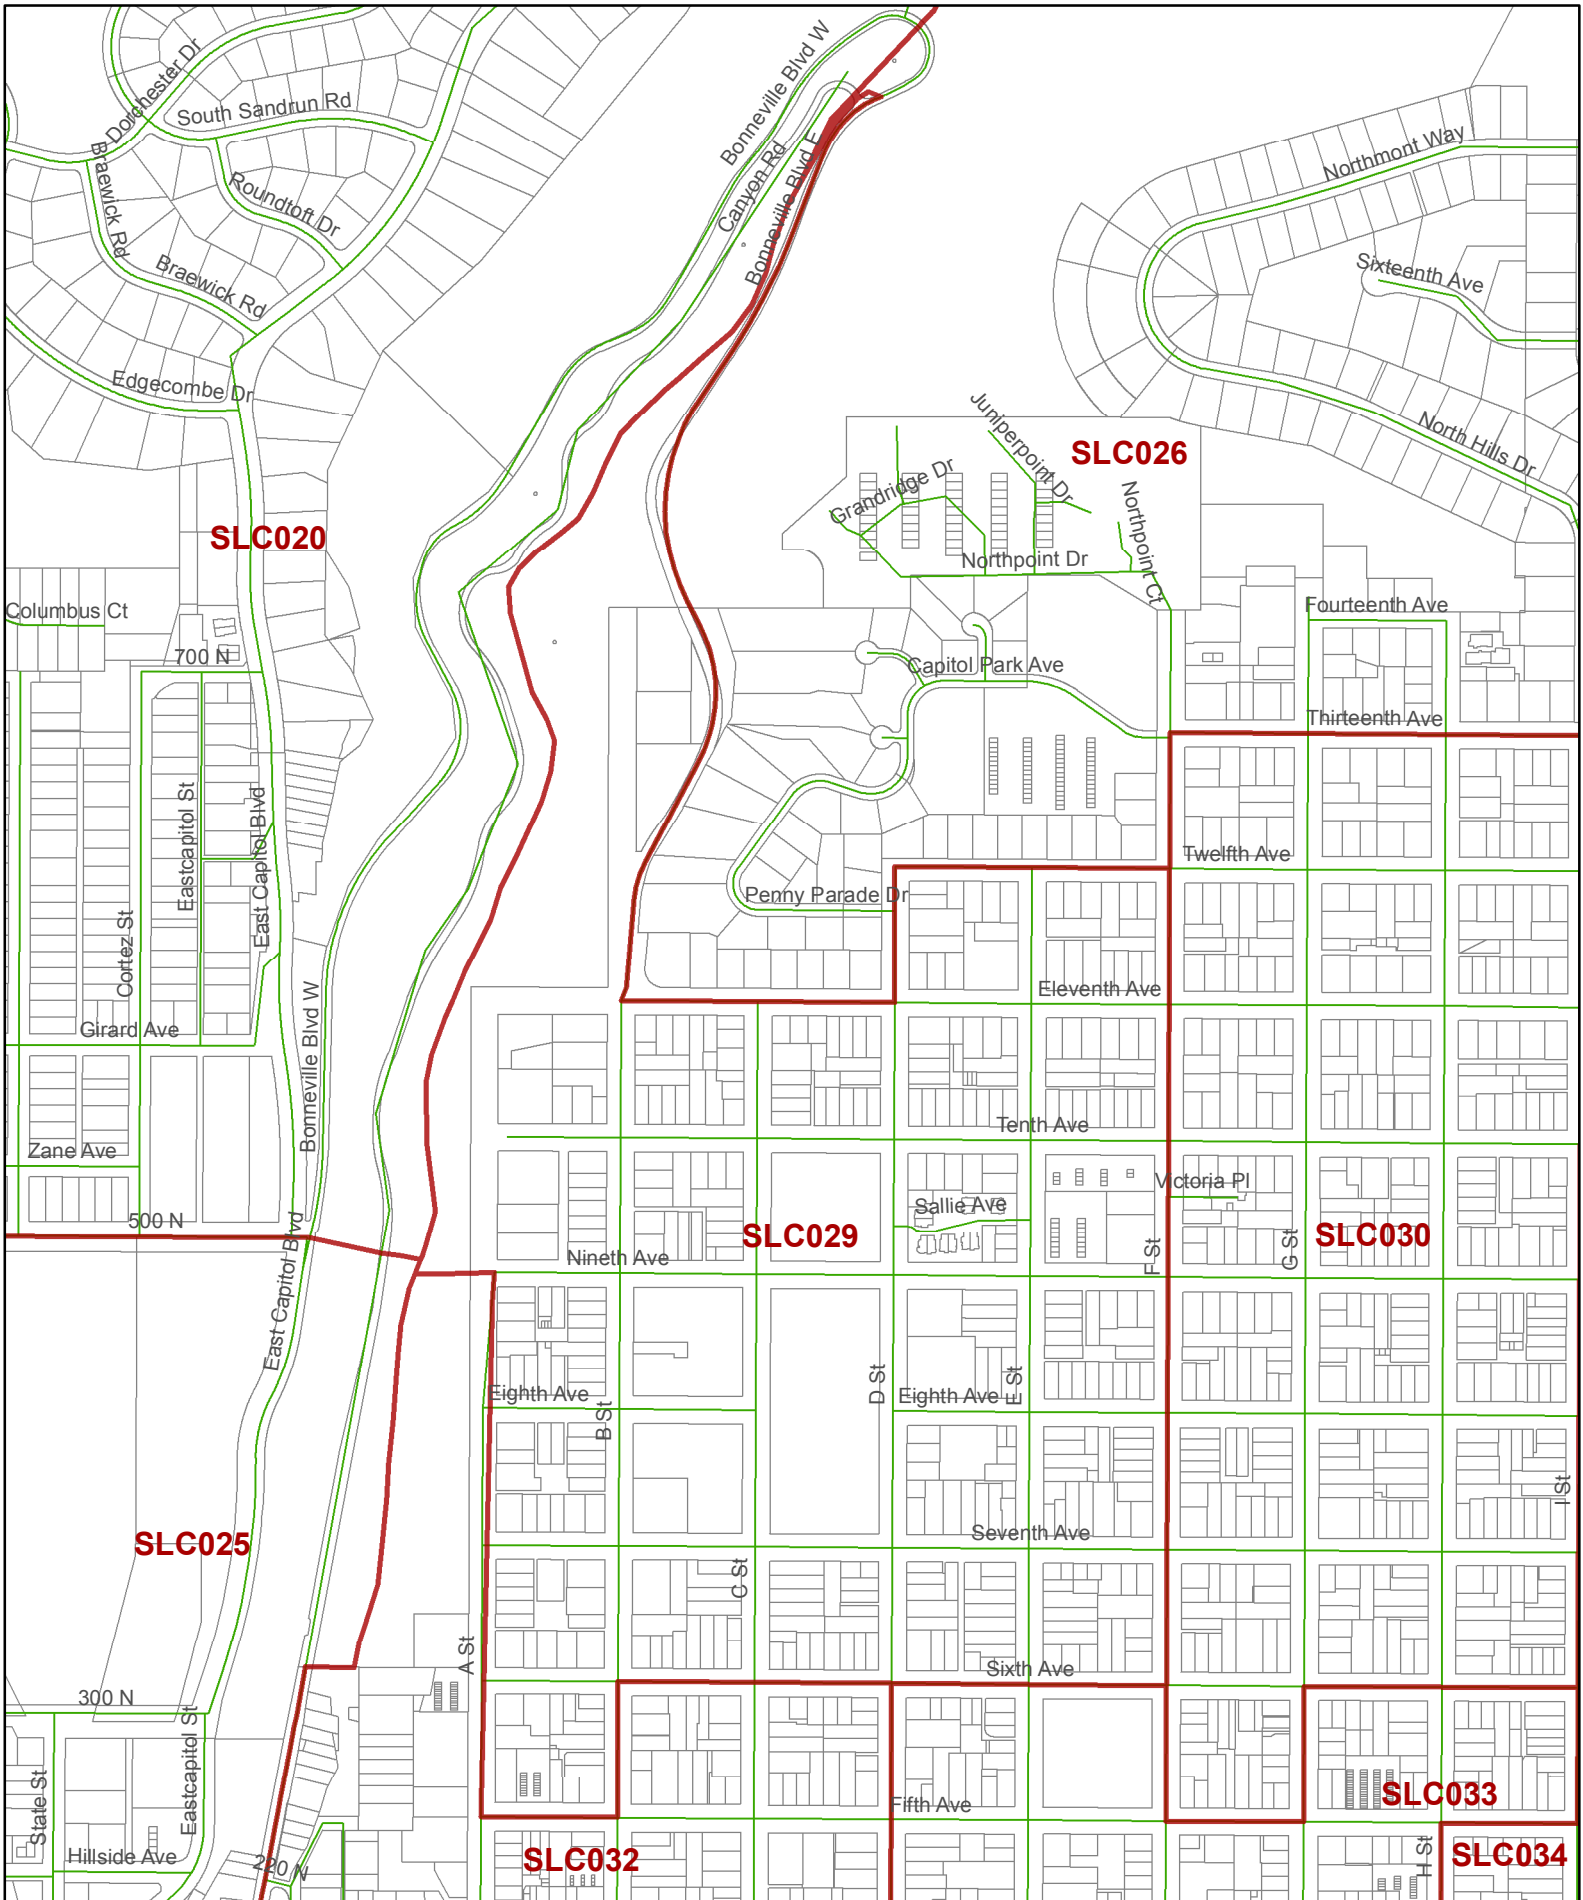 Bonneville Blvd W
Dorchester Dr
South Sandrun Rd
Northmont Way
Braewick Rd
Roundtoft Dr
Canyon Rd
Bonneville Blvd E
Braewick Rd
Sixteenth Ave
Edgecombe Dr
Juniperpoint Dr
North Hills Dr
SLC026
Grandridge Dr
Northpoint Ct
SLC020
Northpoint Dr
Columbus Ct
Fourteenth Ave
700 N
Capitol Park Ave
Thirteenth Ave
Eastcapitol St
East Capitol Blvd
Twelfth Ave
Penny Parade Dr
Cortez St
Eleventh Ave
Girard Ave
Bonneville Blvd W
Tenth Ave
Zane Ave
Victoria Pl
Sallie Ave
500 N
SLC029
SLC030
F St
G St
Nineth Ave
East Capitol Blvd
Eighth Ave
B St
D St
Eighth Ave
E St
I St
SLC025
Seventh Ave
C St
A St
Sixth Ave
300 N
Eastcapitol St
State St
Fifth Ave
SLC033
Hillside Ave
220 N
SLC032
H St
SLC034